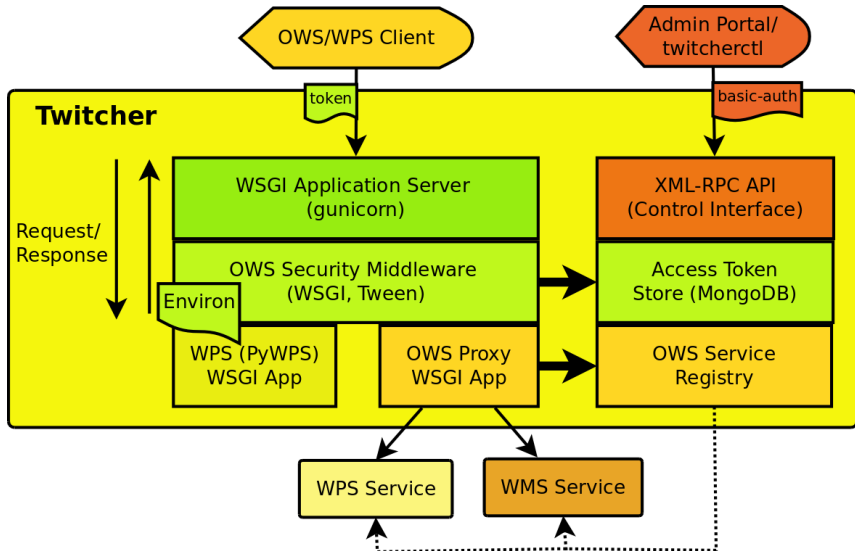 OWS/WPS Client
Admin Portal/
twitcherctl
token
basic-auth
Twitcher
WSGI Application Server
(gunicorn)
XML-RPC API
(Control Interface)
Request/
Response
OWS Security Middleware
(WSGI, Tween)
Access Token
Store (MongoDB)
Environ
WPS (PyWPS)
WSGI App
OWS Proxy
WSGI App
OWS Service
Registry
WPS Service
WMS Service